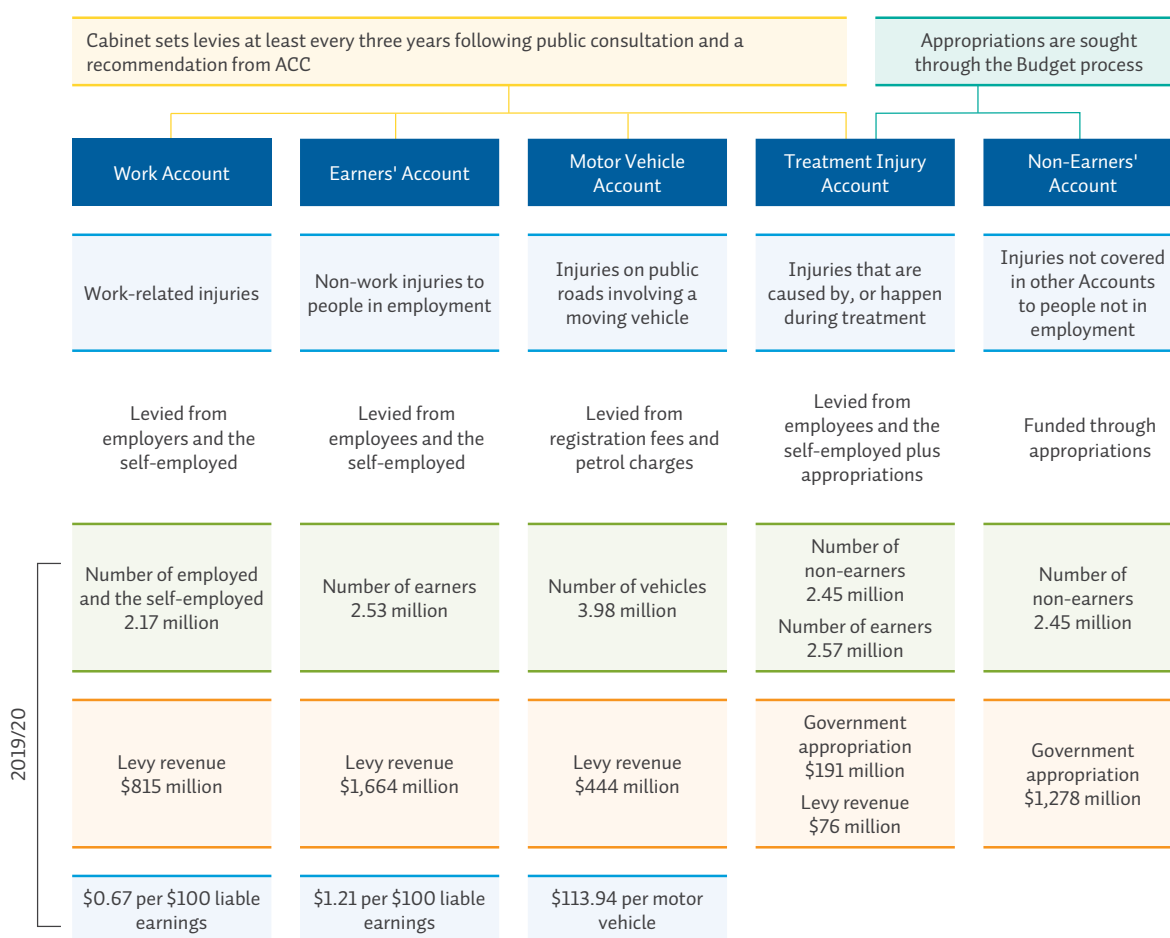 Cabinet sets levies at least every three years following public consultation and a
recommendation from ACC
Appropriations are sought
through the Budget process
Work Account
Earners' Account
Motor Vehicle
Account
Treatment Injury
Account
Non-Earners'
Account
Work-related injuries
Non-work injuries to
people in employment
Injuries on public
roads involving a
moving vehicle
Injuries that are
caused by, or happen
during treatment
Injuries not covered
in other Accounts
to people not in
employment
Levied from
employers and the
self-employed
Levied from
employees and the
self-employed
Levied from
registration fees and
petrol charges
Levied from
employees and the
self-employed plus
appropriations
Funded through
appropriations
2019/20
Number of employed
and the self-employed
2.17 million
Number of earners
2.53 million
Number of vehicles
3.98 million
Number of
non-earners
2.45 million
Number of earners
2.57 million
Number of
non-earners
2.45 million
Levy revenue
$815 million
Levy revenue
$1,664 million
Levy revenue
$444 million
Government
appropriation
$191 million
Levy revenue
$76 million
Government
appropriation
$1,278 million
$0.67 per $100 liable
earnings
$1.21 per $100 liable
earnings
$113.94 per motor
vehicle